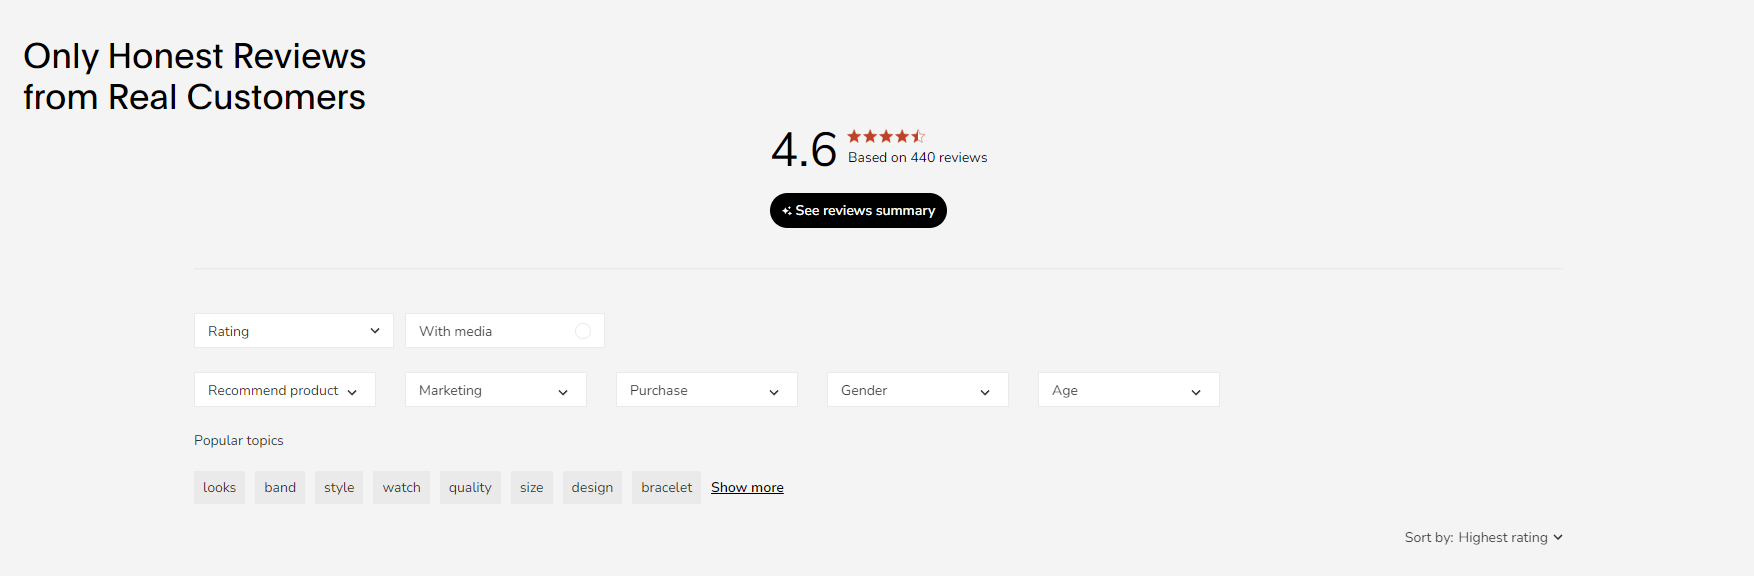 Only Honest Reviews
from Real Customers
4.6
Based on 440 reviews
See reviews summary
Rating
With media
Recommend product
Marketing
Purchase
Gender
Age
Popular topics
looks band style watch quality size design bracelet Show more
Sort by: Highest rating